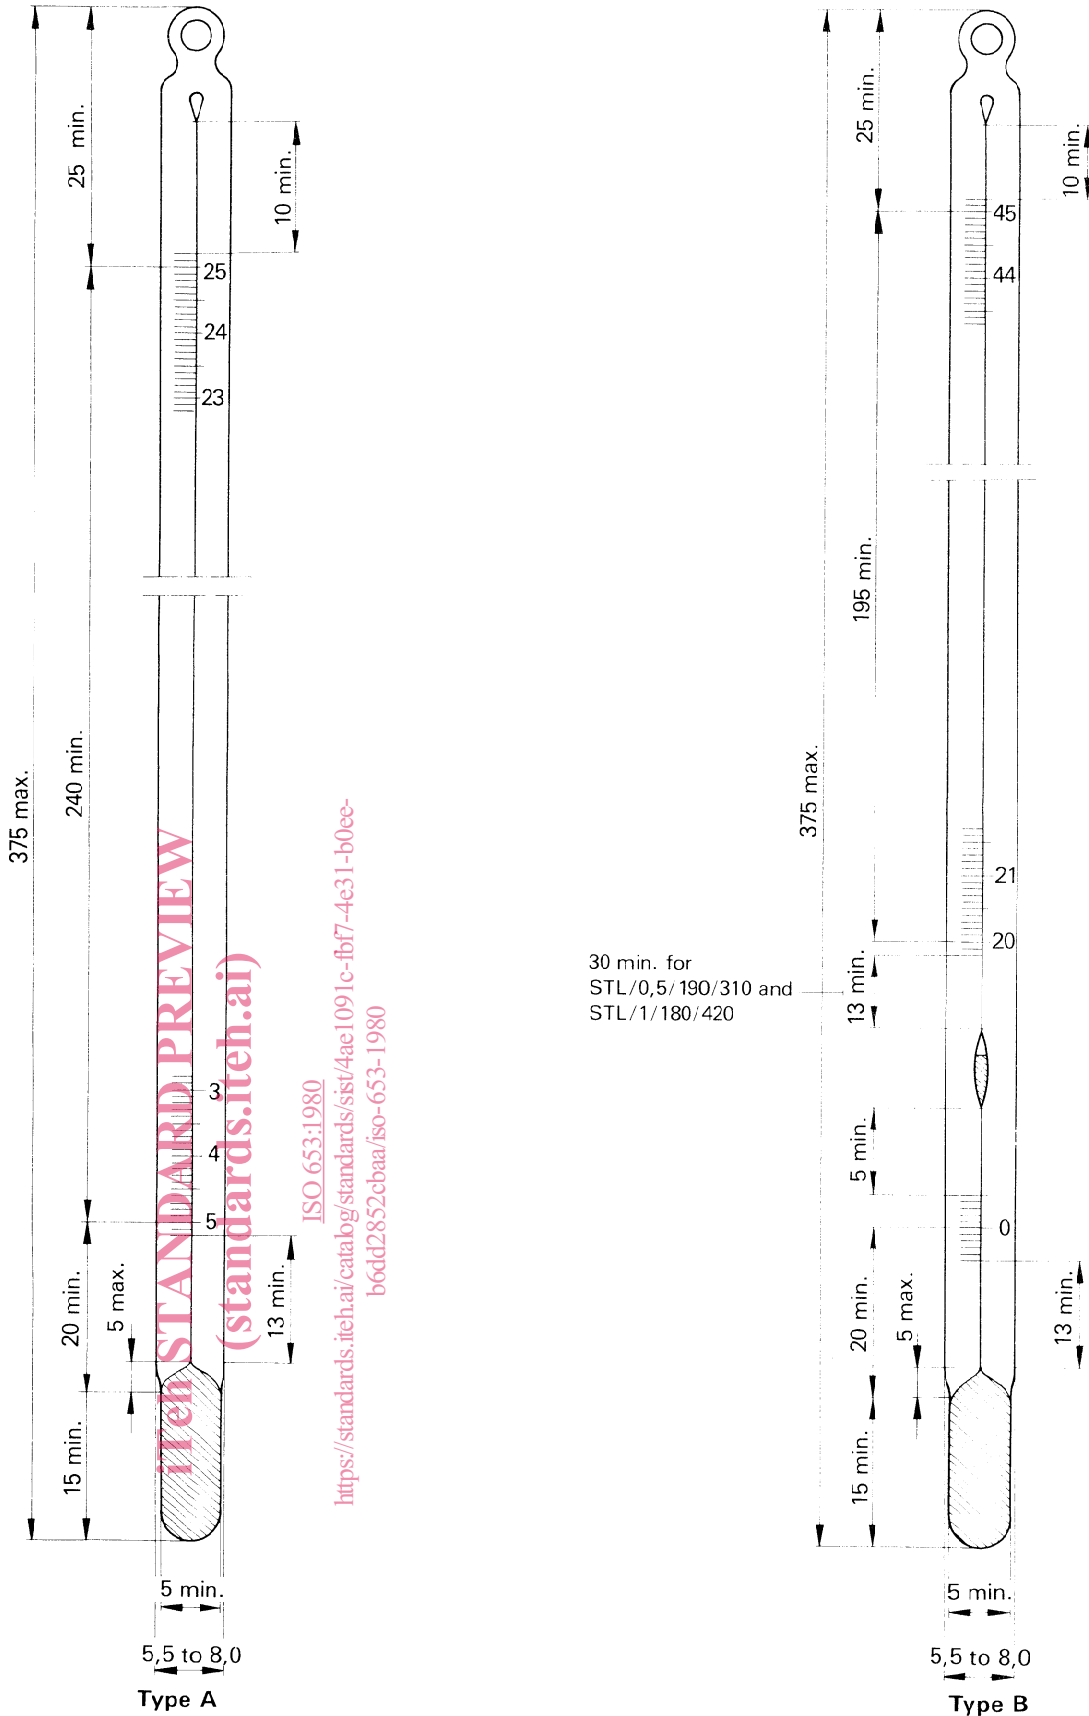 25 min.
10 min.
25
24
23
375 max.
240 min.
3
4
5
20 min.
5 max.
13 min.
15 min.
5 min.
5,5 to 8,0
Type A
iTeh STANDARD PREVIEW
(standards.iteh.ai)
ISO 653:1980
https://standards.iteh.ai/catalog/standards/sist/4ae1091c-fbf7-4e31-b0ee-
b6dd2852cbaa/iso-653-1980
25 min.
10 min.
45
44
195 min.
375 max.
21
20
30 min. for
STL/0,5/190/310 and
STL/1/180/420
13 min.
5 min.
0
20 min.
5 max.
13 min.
15 min.
5 min.
5,5 to 8,0
Type B